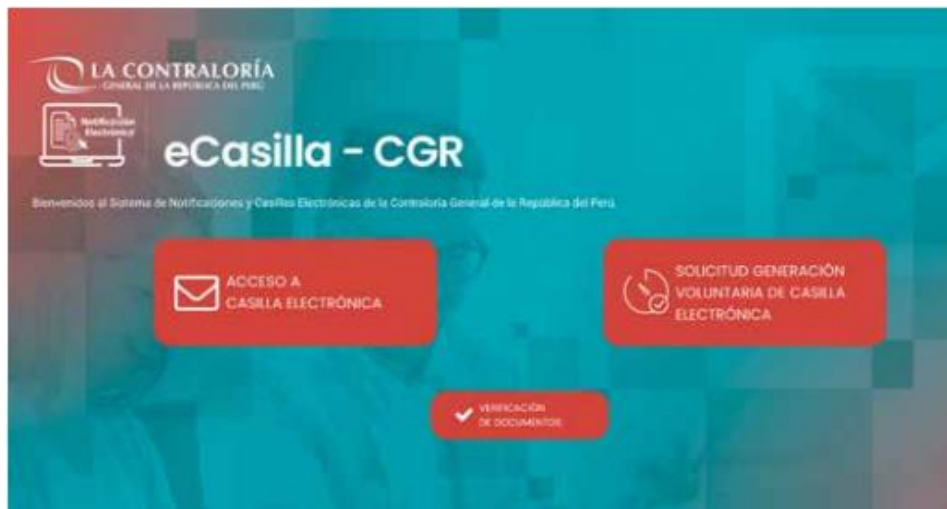 LA CONTRALORÍA
GENERAL DE LA REPÚBLICA DEL PERÚ
Notificación
Electrónica
eCasilla - CGR
Bienvenidos al Sistema de Notificaciones y Casillas Electrónicas de la Contraloría General de la República del Perú.
ACCESO A
CASILLA ELECTRÓNICA
SOLICITUD GENERACIÓN
VOLUNTARIA DE CASILLA
ELECTRÓNICA
VERIFICACIÓN
DE DOCUMENTOS